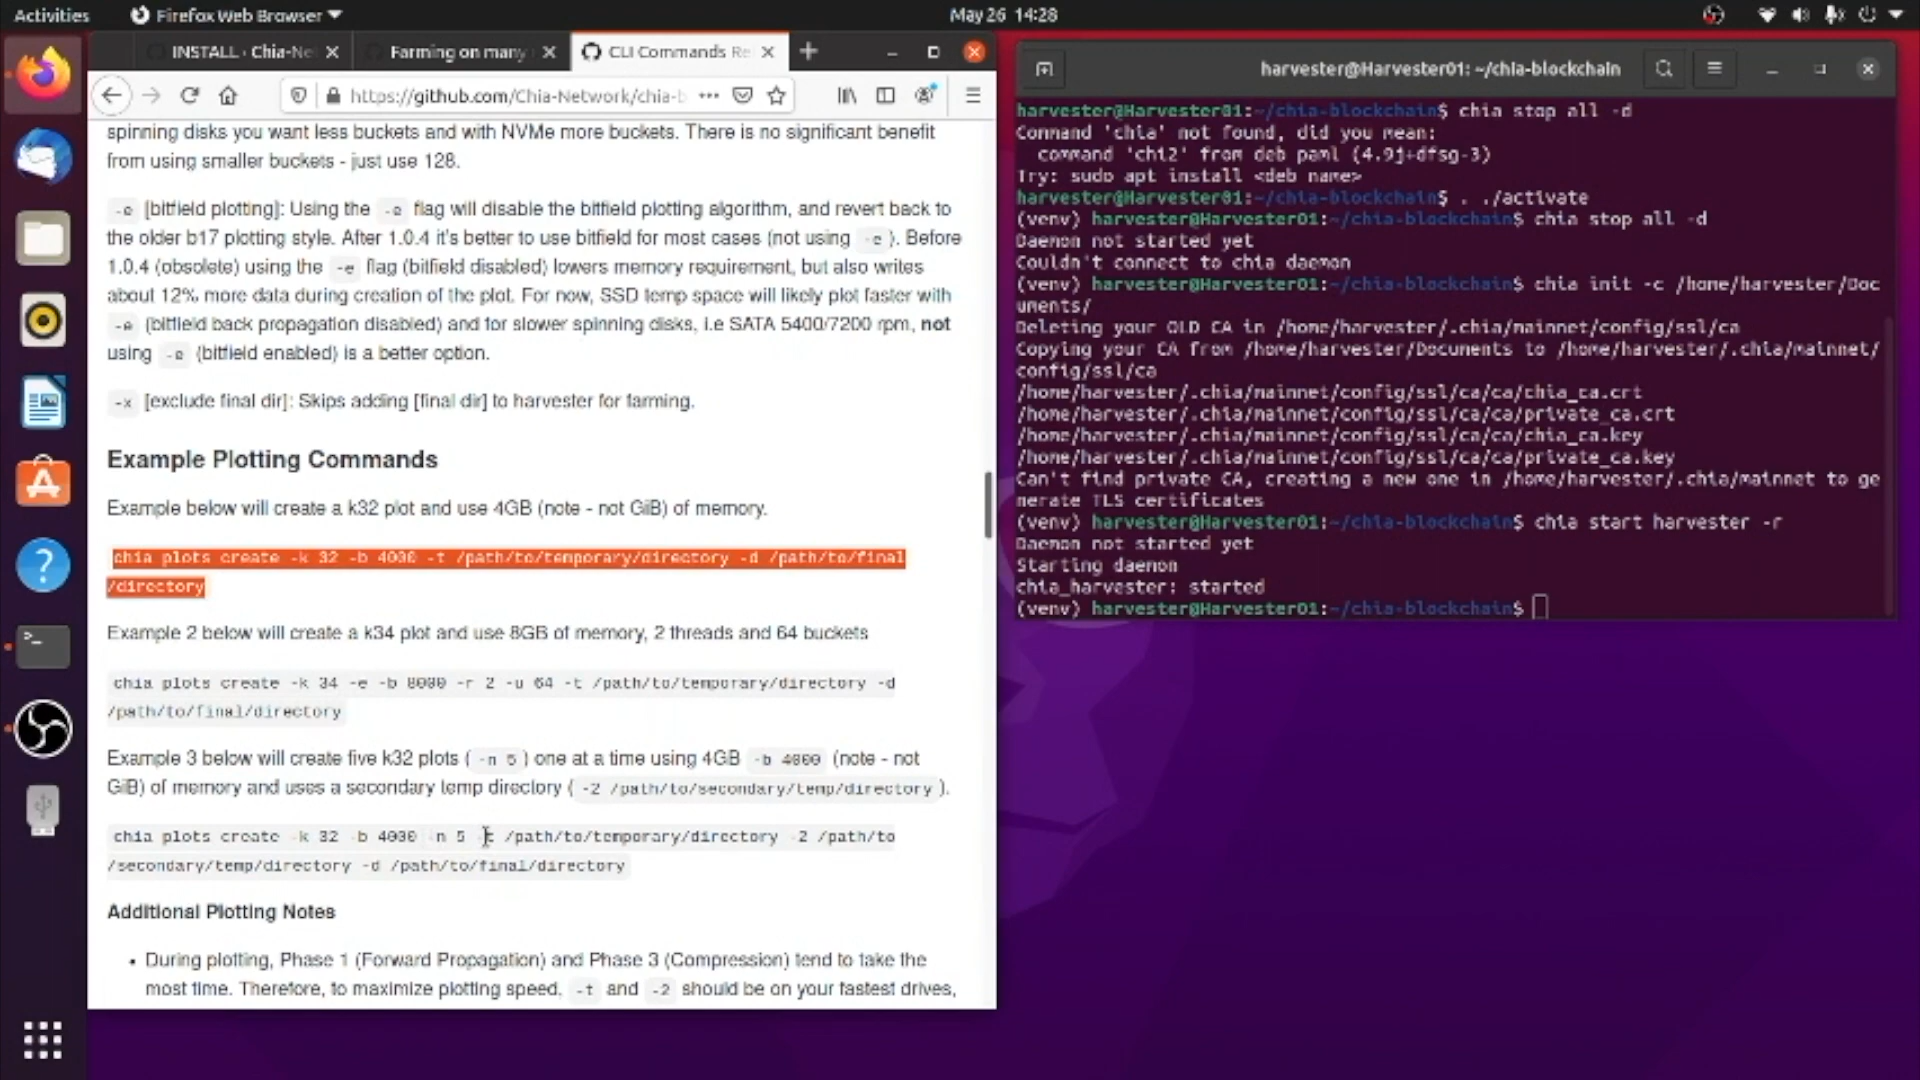 Activities
Firefox Web Browser
May 26 14:28
INSTALL · Chia-Ne
Farming on many
CLI Commands Re
https://github.com/Chia-Network/chia-b
spinning disks you want less buckets and with NVMe more buckets. There is no significant benefit
from using smaller buckets - just use 128.
-e [bitfield plotting]: Using the -e flag will disable the bitfield plotting algorithm, and revert back to
the older b17 plotting style. After 1.0.4 it's better to use bitfield for most cases (not using -e ). Before
1.0.4 (obsolete) using the -e flag (bitfield disabled) lowers memory requirement, but also writes
about 12% more data during creation of the plot. For now, SSD temp space will likely plot faster with
-e (bitfield back propagation disabled) and for slower spinning disks, i.e SATA 5400/7200 rpm, not
using -e (bitfield enabled) is a better option.
-x [exclude final dir]: Skips adding [final dir] to harvester for farming.
Example Plotting Commands
Example below will create a k32 plot and use 4GB (note - not GiB) of memory.
chia plots create -k 32 -b 4000 -t /path/to/temporary/directory -d /path/to/final
/directory
Example 2 below will create a k34 plot and use 8GB of memory, 2 threads and 64 buckets
chia plots create -k 34 -e -b 8000 -r 2 -u 64 -t /path/to/temporary/directory -d
/path/to/final/directory
Example 3 below will create five k32 plots ( -n 5 ) one at a time using 4GB -b 4000 (note - not
GiB) of memory and uses a secondary temp directory ( -2 /path/to/secondary/temp/directory ).
chia plots create -k 32 -b 4000 -n 5 -t /path/to/temporary/directory -2 /path/to
/secondary/temp/directory -d /path/to/final/directory
Additional Plotting Notes
• During plotting, Phase 1 (Forward Propagation) and Phase 3 (Compression) tend to take the
most time. Therefore, to maximize plotting speed, -t and -2 should be on your fastest drives,
harvester@Harvester01: ~/chia-blockchain
harvester@Harvester01:~/chia-blockchain$ chia stop all -d
Command 'chia' not found, did you mean:
command 'chi2' from deb paml (4.9j+dfsg-3)
Try: sudo apt install <deb name>
harvester@Harvester01:~/chia-blockchain$ . ./activate
(venv) harvester@Harvester01:~/chia-blockchain$ chia stop all -d
Daemon not started yet
Couldn't connect to chia daemon
(venv) harvester@Harvester01:~/chia-blockchain$ chia init -c /home/harvester/Doc
uments/
Deleting your OLD CA in /home/harvester/.chia/mainnet/config/ssl/ca
Copying your CA from /home/harvester/Documents to /home/harvester/.chia/mainnet/
config/ssl/ca
/home/harvester/.chia/mainnet/config/ssl/ca/ca/chia_ca.crt
/home/harvester/.chia/mainnet/config/ssl/ca/ca/private_ca.crt
/home/harvester/.chia/mainnet/config/ssl/ca/ca/chia_ca.key
/home/harvester/.chia/mainnet/config/ssl/ca/ca/private_ca.key
Can't find private CA, creating a new one in /home/harvester/.chia/mainnet to ge
nerate TLS certificates
(venv) harvester@Harvester01:~/chia-blockchain$ chia start harvester -r
Daemon not started yet
Starting daemon
chia_harvester: started
(venv) harvester@Harvester01:~/chia-blockchain$